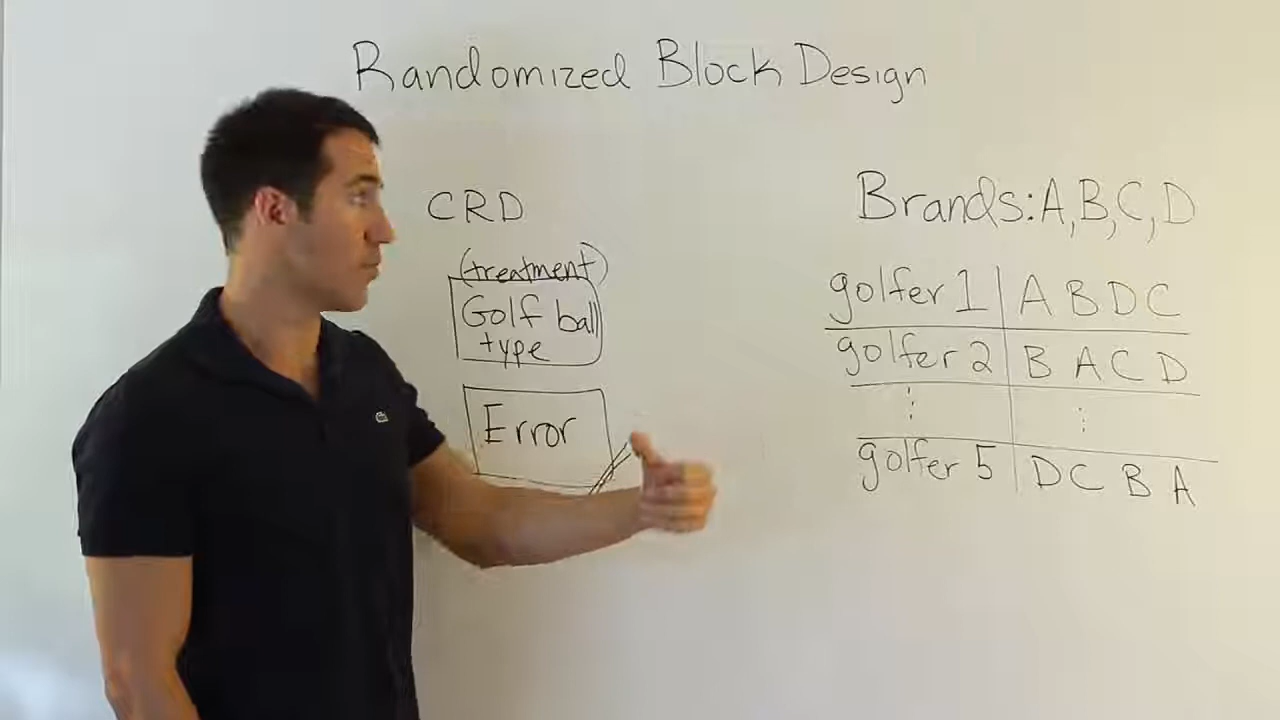 Randomized Block Design
CRD
(treatment)
Golf ball
type
Error
Brands: A, B, C, D
golfer 1 A B D C
golfer 2 B A C D
⋮ ⋮
golfer 5 D C B A